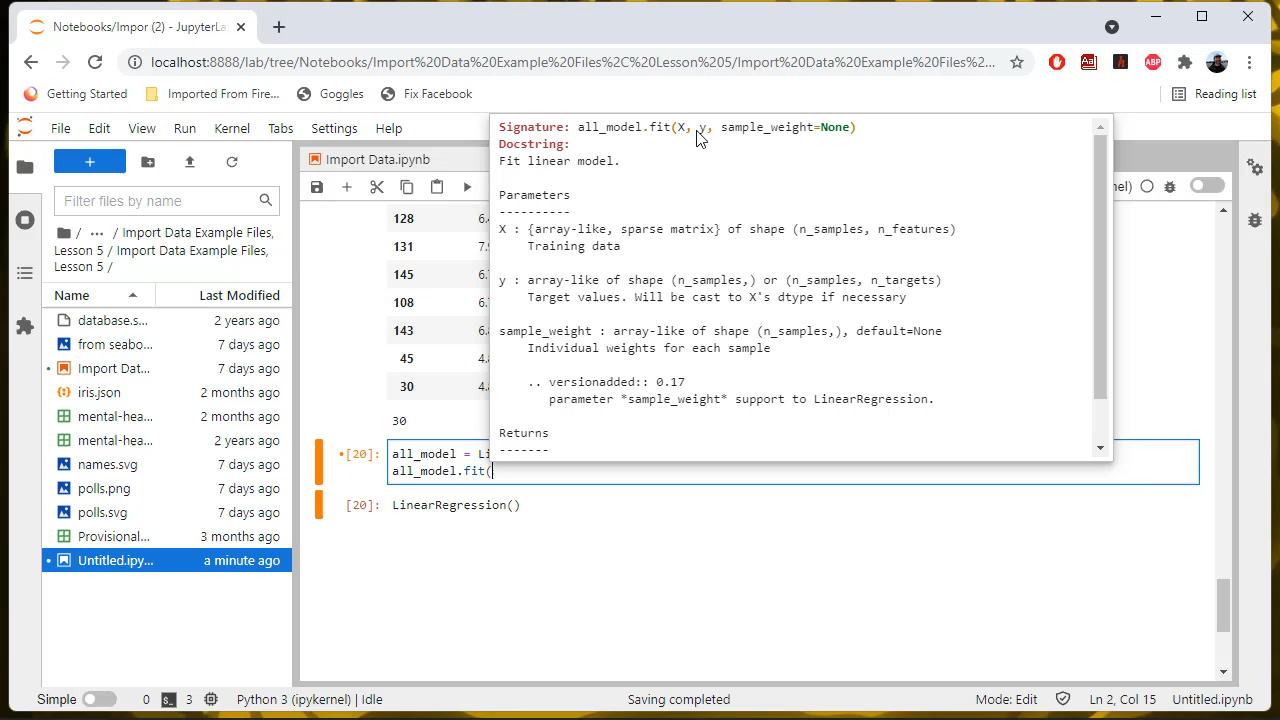 Notebooks/Impor (2) - JupyterLa
localhost:8888/lab/tree/Notebooks/Import%20Data%20Example%20Files%2C%20Lesson%205/Import%20Data%20Example%20Files...
Getting Started
Imported From Fire...
Goggles
Fix Facebook
Reading list
File Edit View Run Kernel Tabs Settings Help
Import Data.ipynb
Filter files by name
/ ... / Import Data Example Files,
Lesson 5 / Import Data Example Files,
Lesson 5 /
Name Last Modified
database.s... 2 years ago
from seabo... 7 days ago
Import Dat... 7 days ago
iris.json 2 months ago
mental-hea... 2 months ago
mental-hea... 2 years ago
names.svg 7 days ago
polls.png 7 days ago
polls.svg 7 days ago
Provisional... 3 months ago
Untitled.ipy... a minute ago
Signature: all_model.fit(X, y, sample_weight=None)
Docstring:
Fit linear model.
Parameters
----------
X : {array-like, sparse matrix} of shape (n_samples, n_features)
Training data
y : array-like of shape (n_samples,) or (n_samples, n_targets)
Target values. Will be cast to X's dtype if necessary
sample_weight : array-like of shape (n_samples,), default=None
Individual weights for each sample
.. versionadded:: 0.17
parameter *sample_weight* support to LinearRegression.
Returns
-------
128
131
145
108
143
45
30
30
[20]: all_model = Li
all_model.fit(
[20]: LinearRegression()
Simple 0 3 Python 3 (ipykernel) | Idle Saving completed Mode: Edit Ln 2, Col 15 Untitled.ipynb